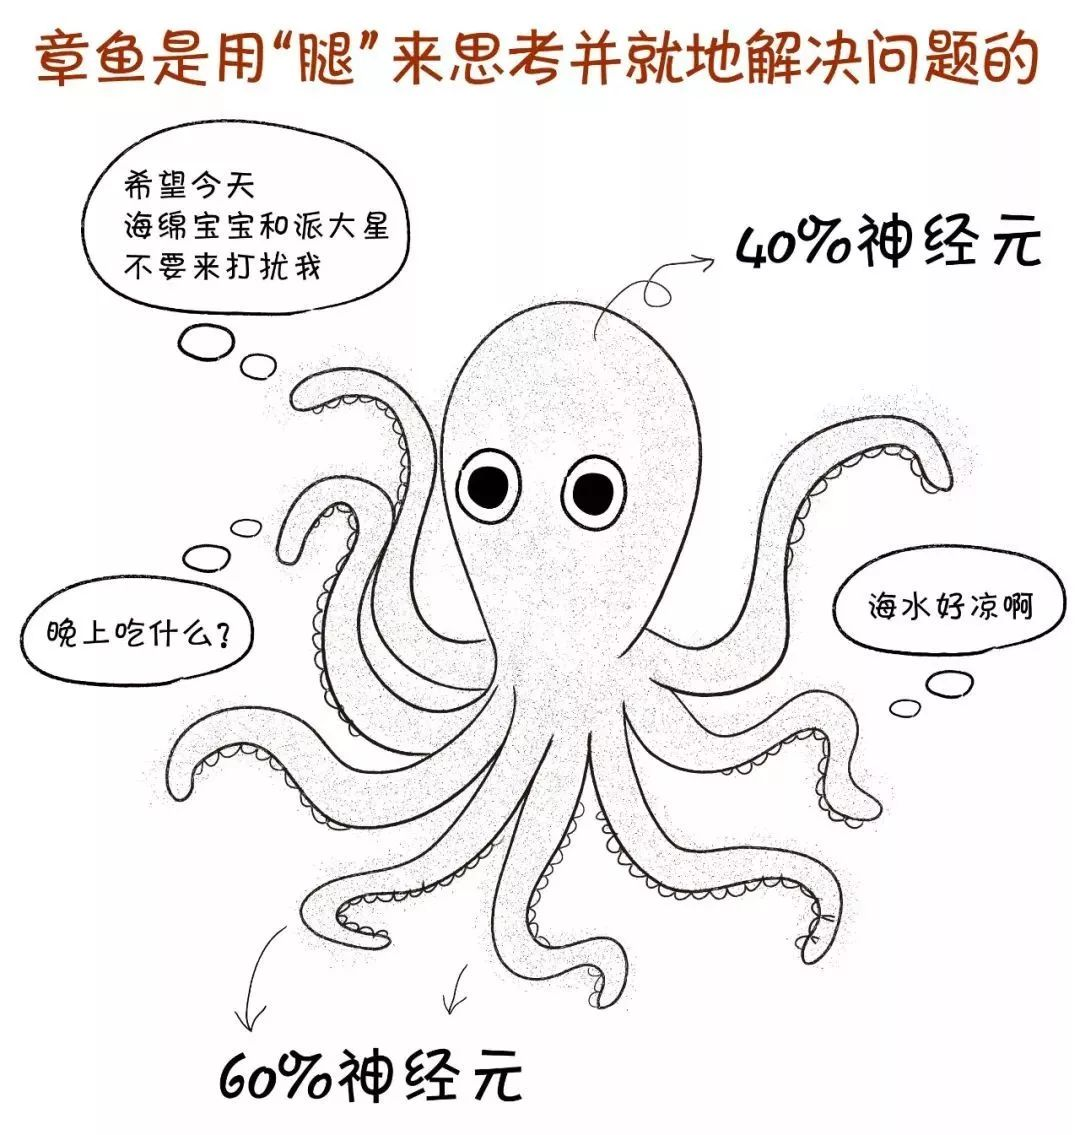 章鱼是用“腿”来思考并就地解决问题的
希望今天
海绵宝宝和派大星
不要来打扰我
40%神经元
晚上吃什么?
海水好凉啊
60%神经元